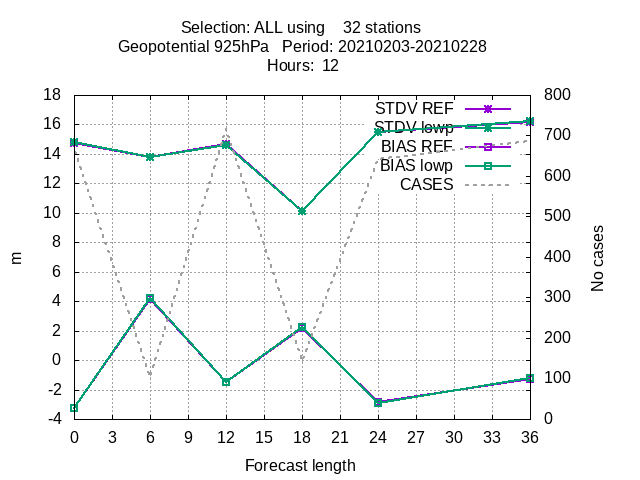 Selection: ALL using    32 stations
Geopotential 925hPa   Period: 20210203-20210228
Hours:  12
18 800
16 STDV REF 700
STDV lowp
14 BIAS REF 600
12 BIAS lowp
CASES
10 500
8 400
6 300
4
2 200
0 100
-2
-4 0
m
No cases
0 3 6 9 12 15 18 21 24 27 30 33 36
Forecast length